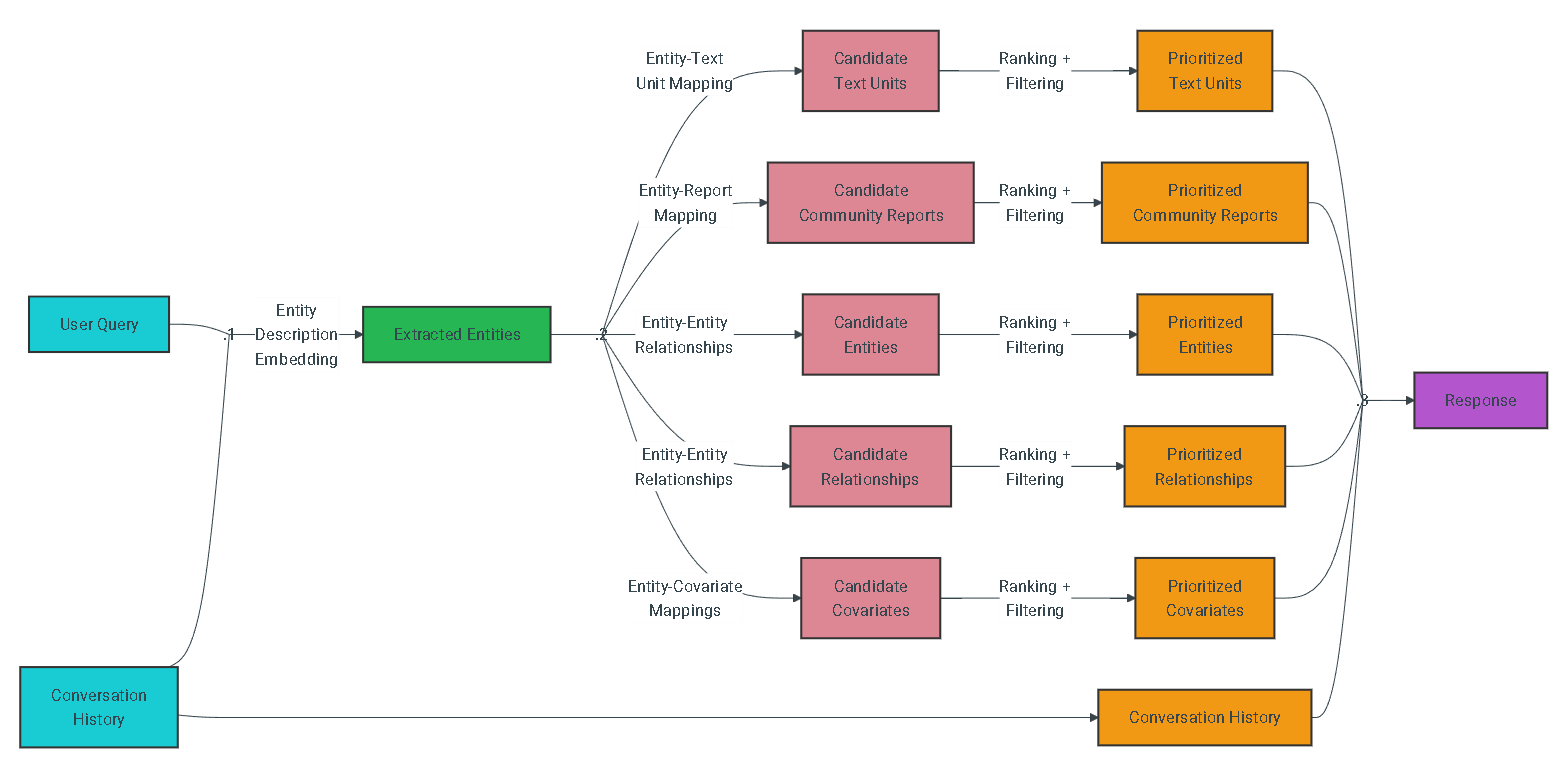 Entity-Text
Unit Mapping
Candidate
Text Units
Ranking +
Filtering
Prioritized
Text Units
Entity-Report
Mapping
Candidate
Community Reports
Ranking +
Filtering
Prioritized
Community Reports
User Query
.1
Entity
Description
Embedding
Extracted Entities
.2
Entity-Entity
Relationships
Candidate
Entities
Ranking +
Filtering
Prioritized
Entities
.3
Response
Entity-Entity
Relationships
Candidate
Relationships
Ranking +
Filtering
Prioritized
Relationships
Entity-Covariate
Mappings
Candidate
Covariates
Ranking +
Filtering
Prioritized
Covariates
Conversation
History
Conversation History